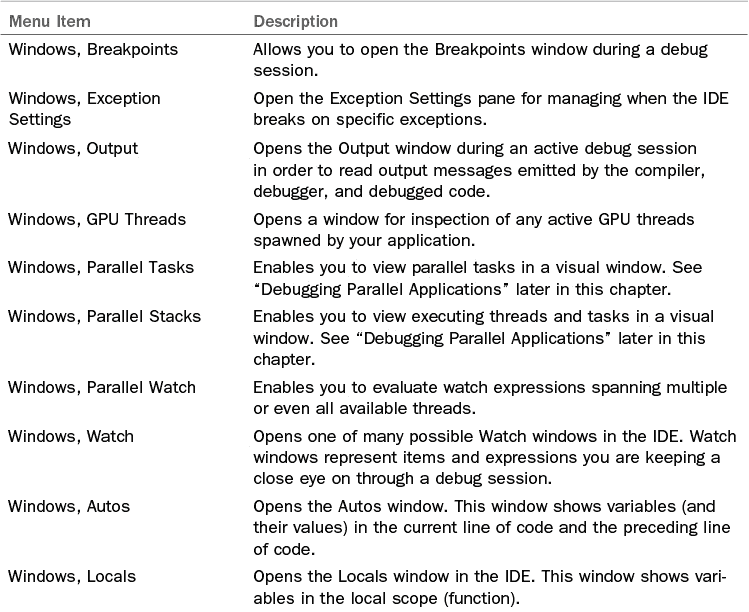 Menu Item Description
Windows, Breakpoints Allows you to open the Breakpoints window during a debug
session.
Windows, Exception Open the Exception Settings pane for managing when the IDE
Settings breaks on specific exceptions.
Windows, Output Opens the Output window during an active debug session
in order to read output messages emitted by the compiler,
debugger, and debugged code.
Windows, GPU Threads Opens a window for inspection of any active GPU threads
spawned by your application.
Windows, Parallel Tasks Enables you to view parallel tasks in a visual window. See
“Debugging Parallel Applications” later in this chapter.
Windows, Parallel Stacks Enables you to view executing threads and tasks in a visual
window. See “Debugging Parallel Applications” later in this
chapter.
Windows, Parallel Watch Enables you to evaluate watch expressions spanning multiple
or even all available threads.
Windows, Watch Opens one of many possible Watch windows in the IDE. Watch
windows represent items and expressions you are keeping a
close eye on through a debug session.
Windows, Autos Opens the Autos window. This window shows variables (and
their values) in the current line of code and the preceding line
of code.
Windows, Locals Opens the Locals window in the IDE. This window shows vari-
ables in the local scope (function).